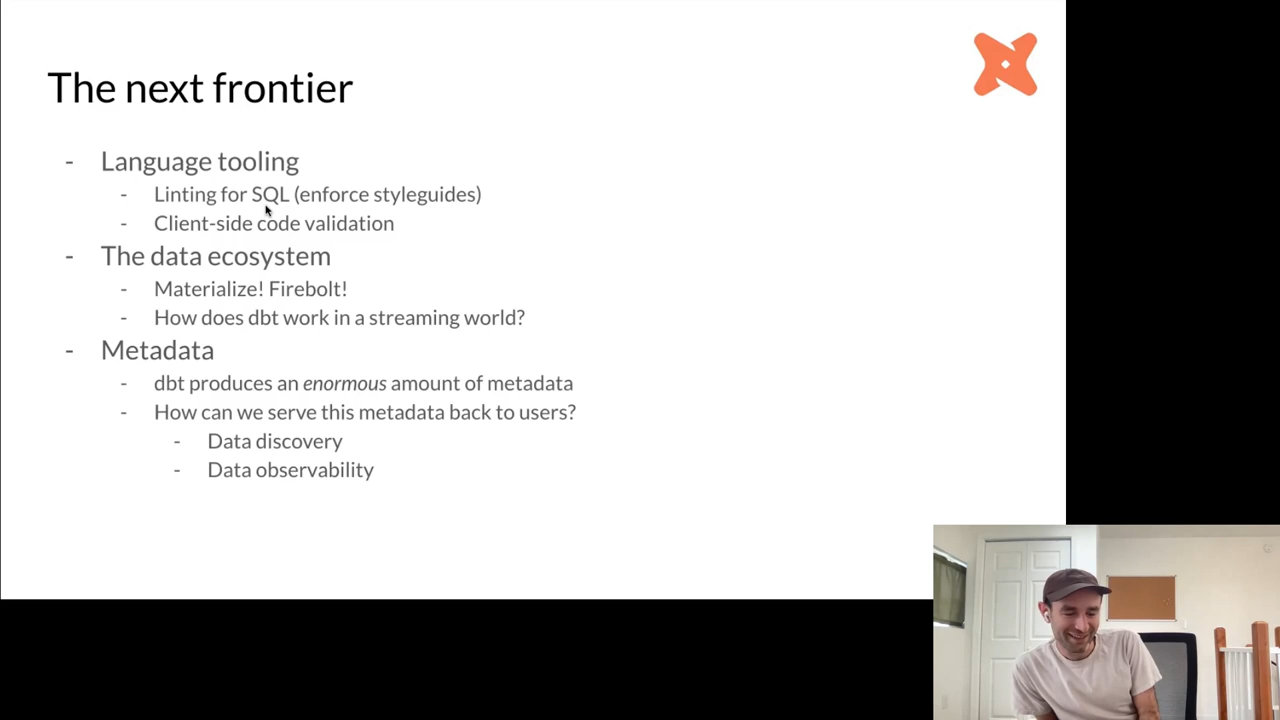 The next frontier
- Language tooling
- Linting for SQL (enforce styleguides)
- Client-side code validation
- The data ecosystem
- Materialize! Firebolt!
- How does dbt work in a streaming world?
- Metadata
- dbt produces an enormous amount of metadata
- How can we serve this metadata back to users?
- Data discovery
- Data observability